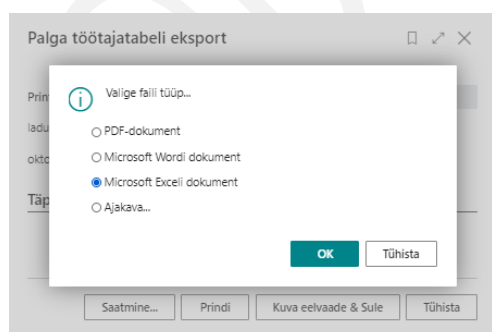 Palga töötajatabeli eksport
Valige faili tüüp...
PDF-dokument
Microsoft Wordi dokument
Microsoft Exceli dokument
Ajakava...
OK
Tühista
Saatmine...
Prindi
Kuva eelvaade & Sule
Tühista